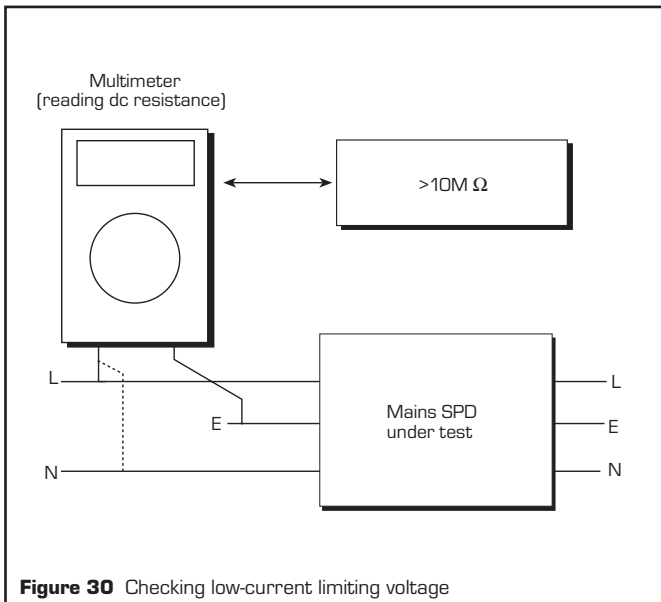 Multimeter
(reading dc resistance)
>10M Ω
L
E
N
Mains SPD
under test
L
E
N
Figure 30 Checking low-current limiting voltage